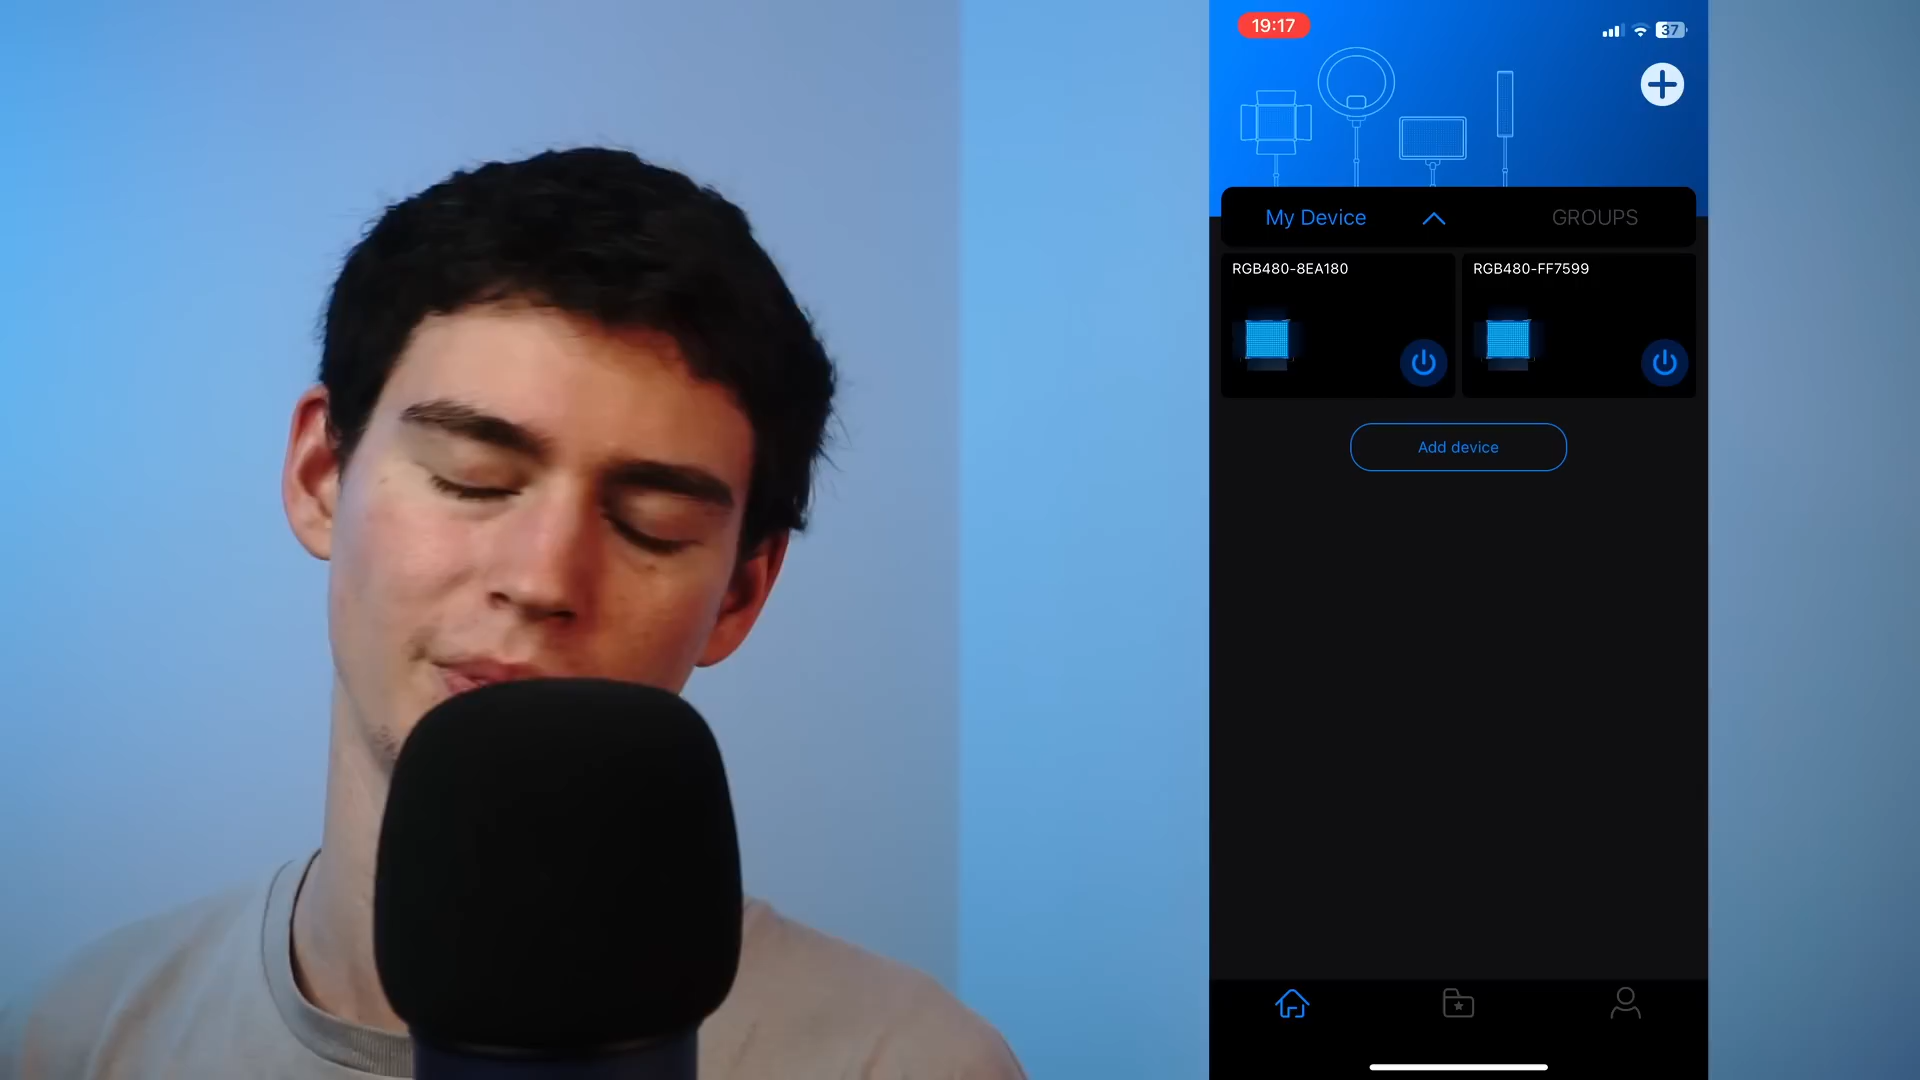 19:17
37
My Device
GROUPS
RGB480-8EA180
RGB480-FF7599
Add device